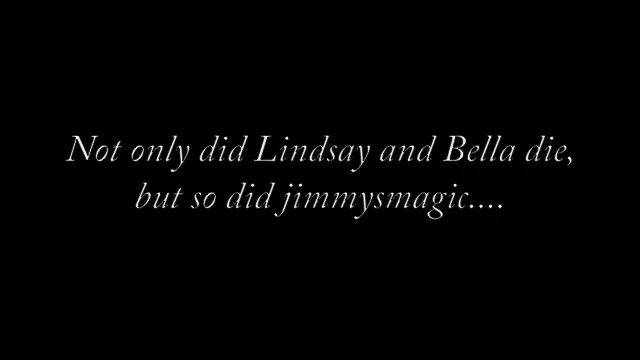 Not only did Lindsay and Bella die,
but so did jimmysmagic....